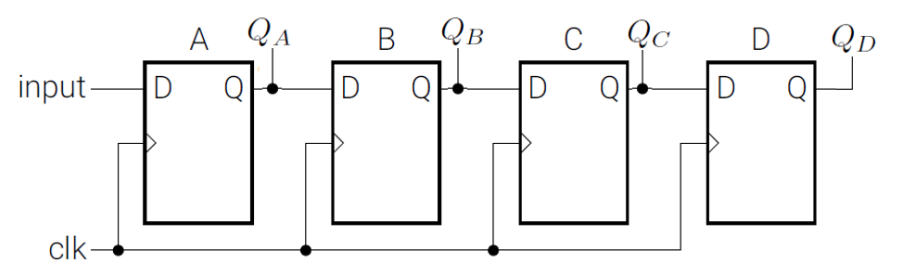 A Q_A B Q_B C Q_C D Q_D
input D Q D Q D Q D Q
clk